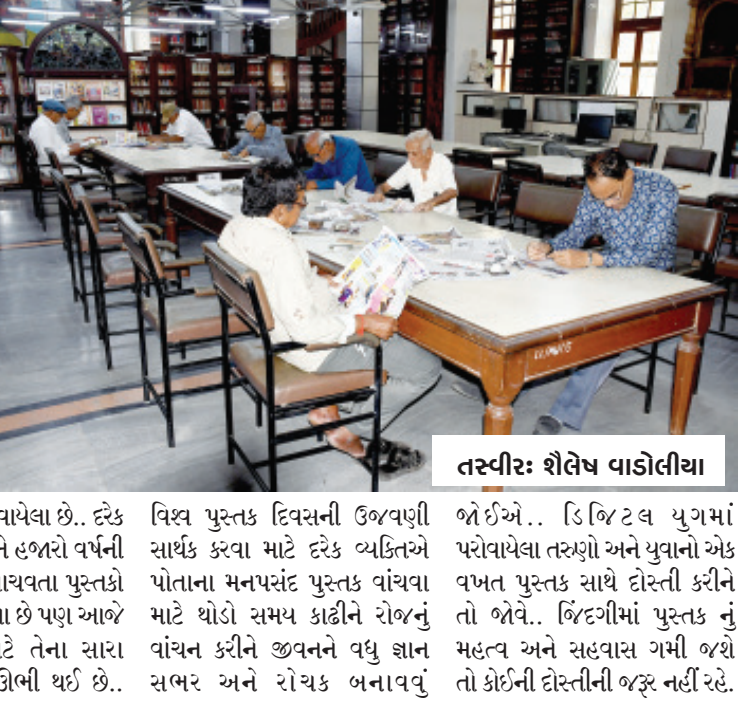 તસ્વીરઃ શૈલેષ વાડોલીયા
છે.. દરેક
હજારો વર્ષની
પુસ્તકો
છે પણ આજે
તેના સારા
ઊભી થઈ છે..
વિશ્વ પુસ્તક દિવસની ઉજવણી
સાર્થક કરવા માટે દરેક વ્યક્તિએ
પોતાના મનપસંદ પુસ્તક વાંચવા
માટે થોડો સમય કાઢીને રોજનું
વાંચન કરીને જીવનને વધુ જ્ઞાન
સભર અને રોચક બનાવવું
જોઈએ.. ડિજિટલ યુગમાં
પરોવાયેલા તરુણો અને યુવાનો એક
વખત પુસ્તક સાથે દોસ્તી કરીને
તો જોવે.. જિંદગીમાં પુસ્તક નું
મહત્વ અને સહવાસ ગમી જશે
તો કોઈની દોસ્તીની જરૂર નહીં રહે.